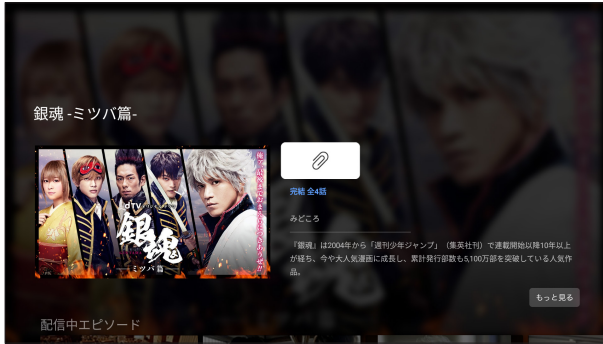 銀魂 -ミツバ篇-
dTV
銀魂
ミツバ篇
完結 全4話
みどころ
『銀魂』は2004年から「週刊少年ジャンプ」（集英社刊）で連載開始以降10年以上
が経ち、今や大人気漫画に成長し、累計発行部数も5,100万部を突破している人気作
品。
もっと見る
配信中エピソード